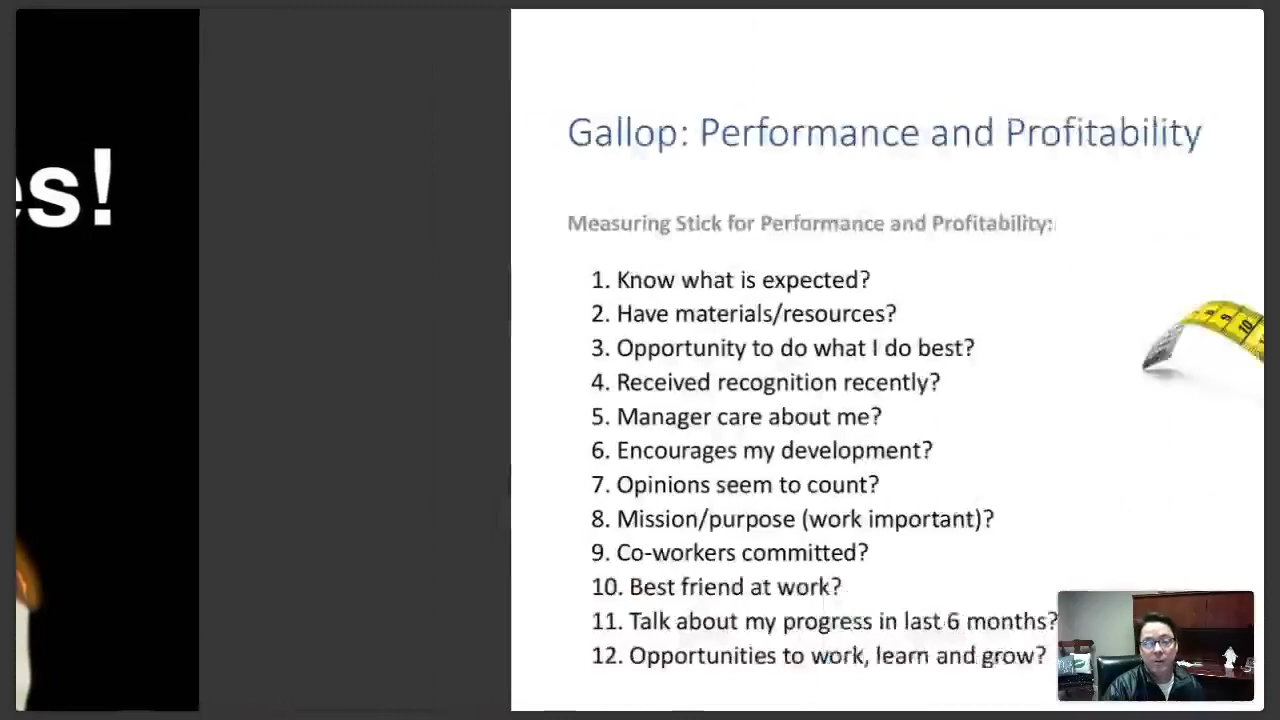 es!
Gallop: Performance and Profitability
Measuring Stick for Performance and Profitability:
1. Know what is expected?
2. Have materials/resources?
3. Opportunity to do what I do best?
4. Received recognition recently?
5. Manager care about me?
6. Encourages my development?
7. Opinions seem to count?
8. Mission/purpose (work important)?
9. Co-workers committed?
10. Best friend at work?
11. Talk about my progress in last 6 months?
12. Opportunities to work, learn and grow?